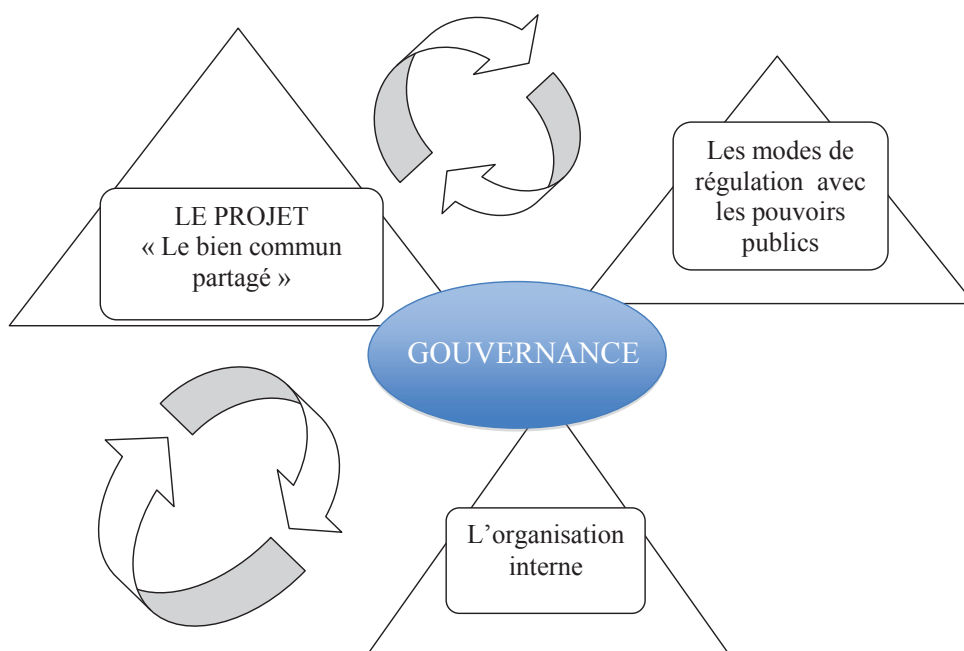 LE PROJET
« Le bien commun
partagé »
Les modes de
régulation avec
les pouvoirs
publics
GOUVERNANCE
L’organisation
interne